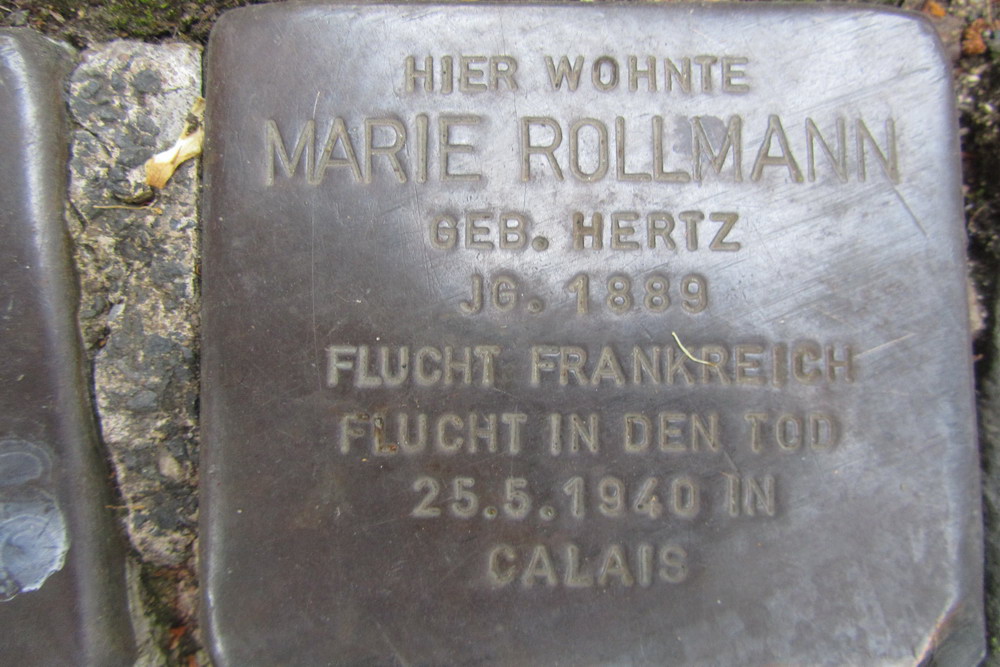 HIER WOHNTE
MARIE ROLLMANN
GEB. HERTZ
JG. 1889
FLUCHT FRANKREICH
FLUCHT IN DEN TOD
25.5.1940 IN
CALAIS